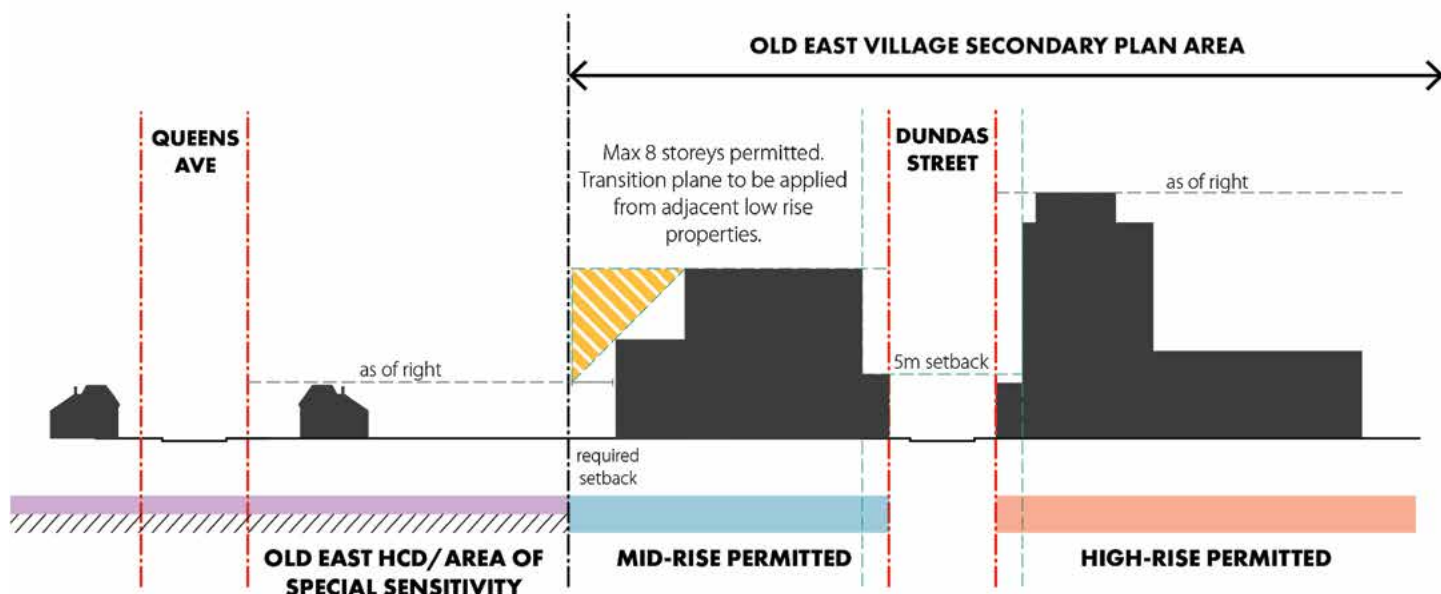 OLD EAST VILLAGE SECONDARY PLAN AREA
QUEENS
AVE
Max 8 storeys permitted.
Transition plane to be applied
from adjacent low rise
properties.
DUNDAS
STREET
as of right
as of right
5m setback
required
setback
OLD EAST HCD/AREA OF
SPECIAL SENSITIVITY
MID-RISE PERMITTED
HIGH-RISE PERMITTED